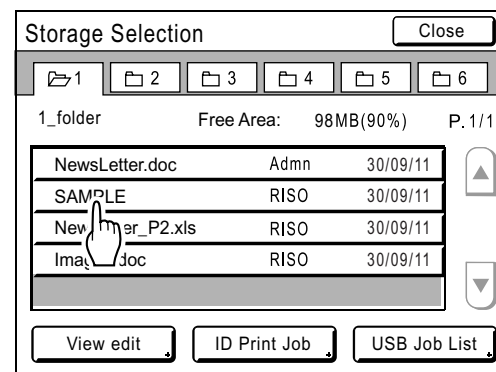 Storage Selection Close
1 2 3 4 5 6
1_folder Free Area: 98MB(90%) P. 1/1
NewsLetter.doc Admn 30/09/11
SAMPLE RISO 30/09/11
_P2.xls RISO 30/09/11
RISO 30/09/11
View edit ID Print Job USB Job List